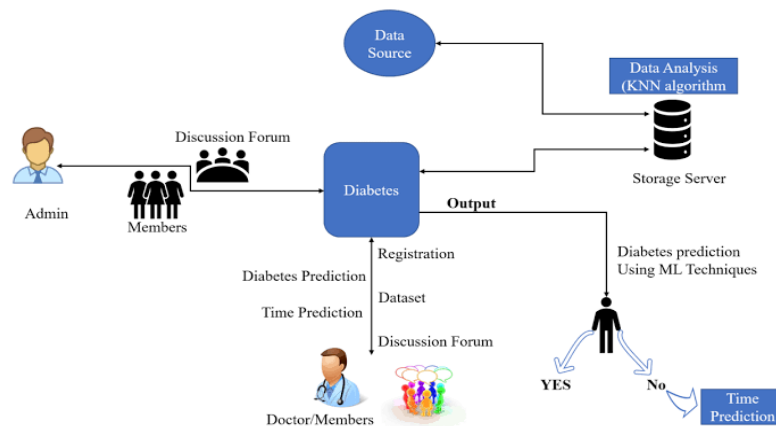 Data
Source
Data Analysis
(KNN algorithm
Storage Server
Discussion Forum
Admin
Members
Diabetes
Output
Registration
Diabetes Prediction
Dataset
Time Prediction
Discussion Forum
Doctor/Members
Diabetes prediction
Using ML Techniques
YES
No
Time
Prediction